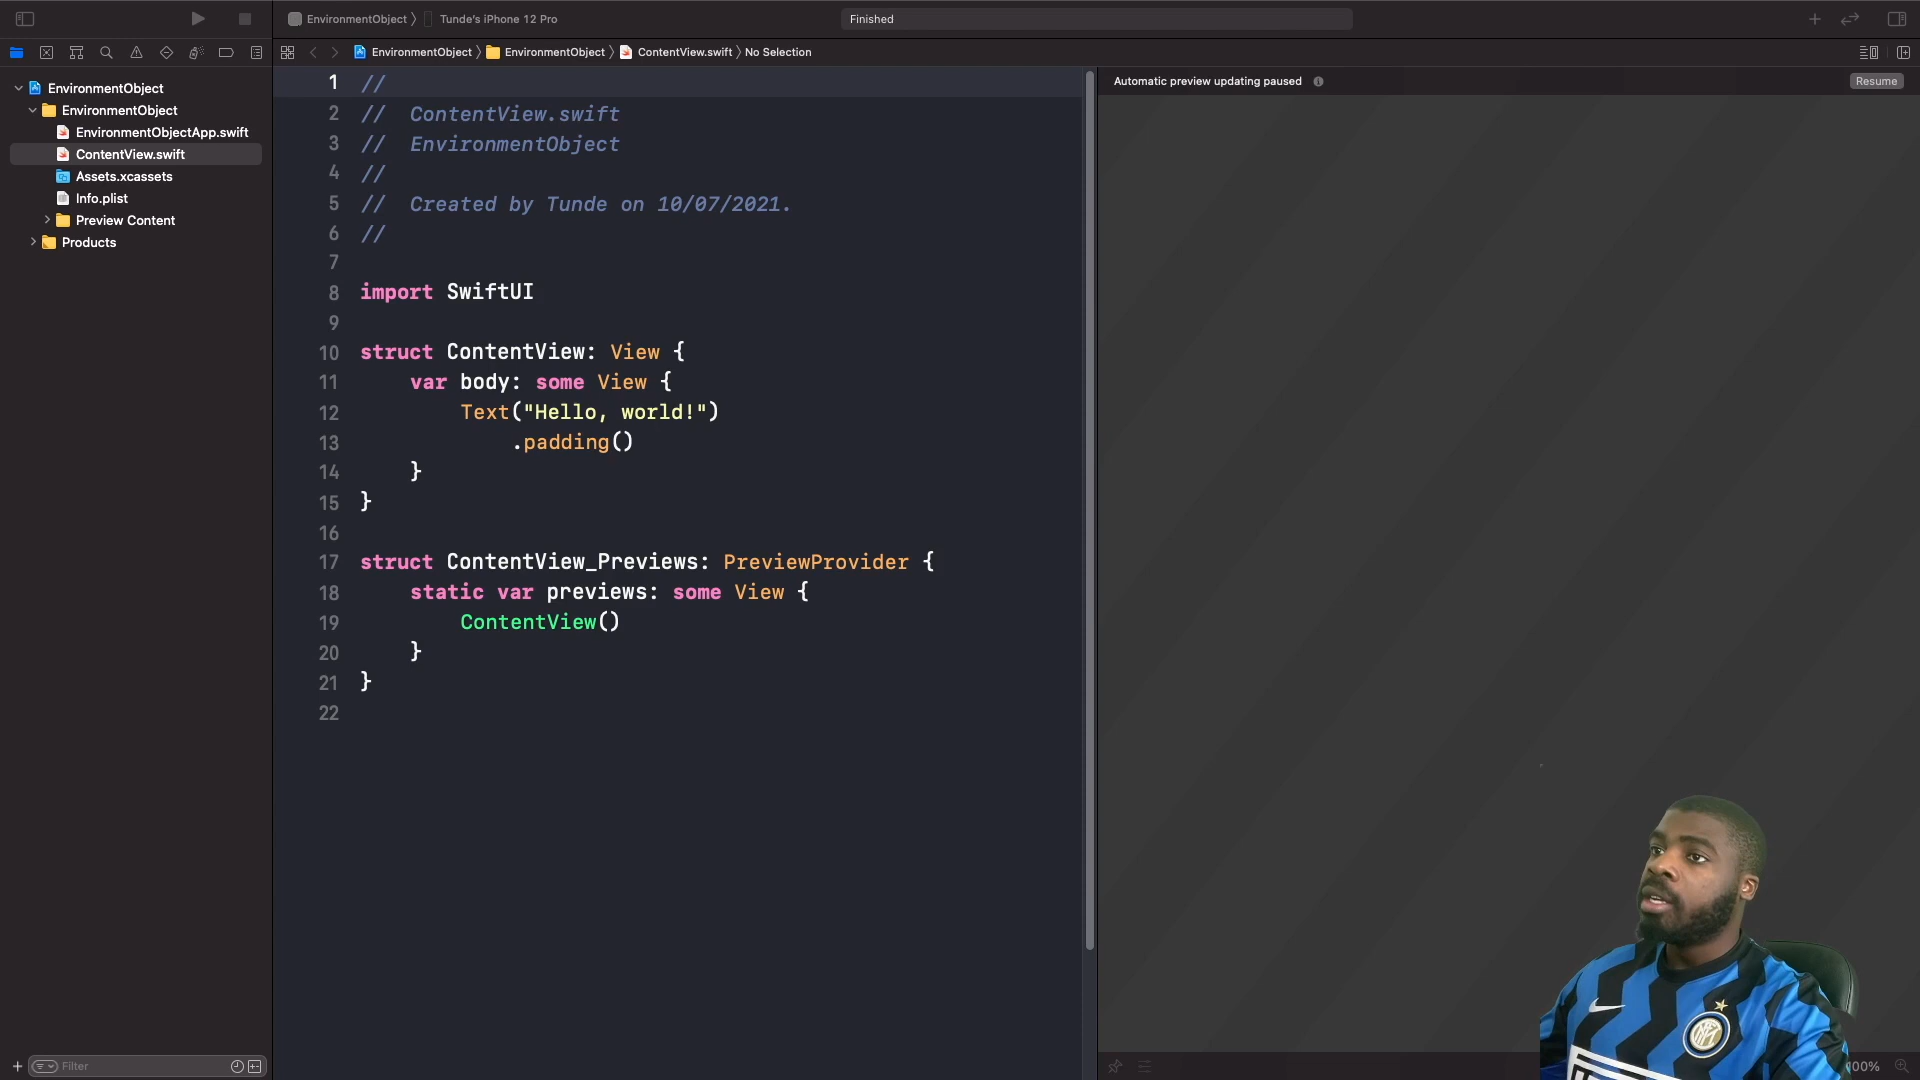 EnvironmentObject 〉 Tunde's iPhone 12 Pro
Finished
EnvironmentObject 〉 EnvironmentObject 〉 ContentView.swift 〉 No Selection
EnvironmentObject
EnvironmentObject
EnvironmentObjectApp.swift
ContentView.swift
Assets.xcassets
Info.plist
Preview Content
Products
Filter
1 //
2 //  ContentView.swift
3 //  EnvironmentObject
4 //
5 //  Created by Tunde on 10/07/2021.
6 //
7
8 import SwiftUI
9
10 struct ContentView: View {
11     var body: some View {
12         Text("Hello, world!")
13             .padding()
14     }
15 }
16
17 struct ContentView_Previews: PreviewProvider {
18     static var previews: some View {
19         ContentView()
20     }
21 }
22
Automatic preview updating paused
Resume
100%